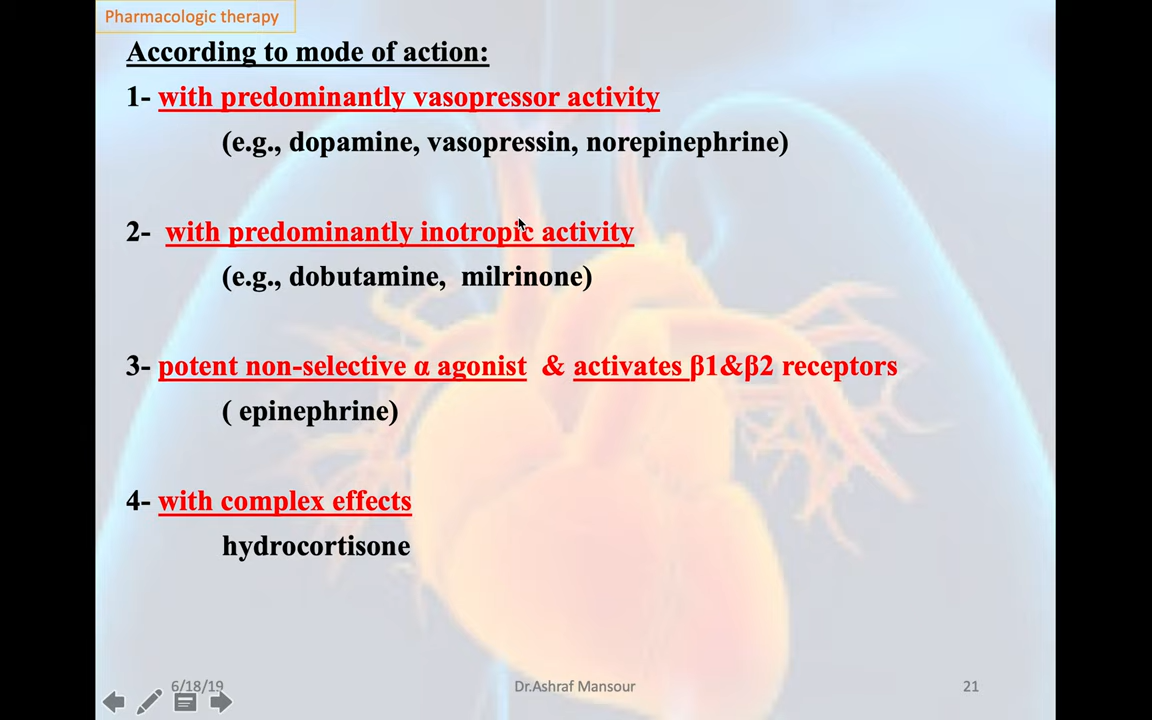 Pharmacologic therapy
According to mode of action:
1- with predominantly vasopressor activity
(e.g., dopamine, vasopressin, norepinephrine)
2- with predominantly inotropic activity
(e.g., dobutamine, milrinone)
3- potent non-selective α agonist & activates β1&β2 receptors
( epinephrine)
4- with complex effects
hydrocortisone
6/18/19 Dr.Ashraf Mansour 21